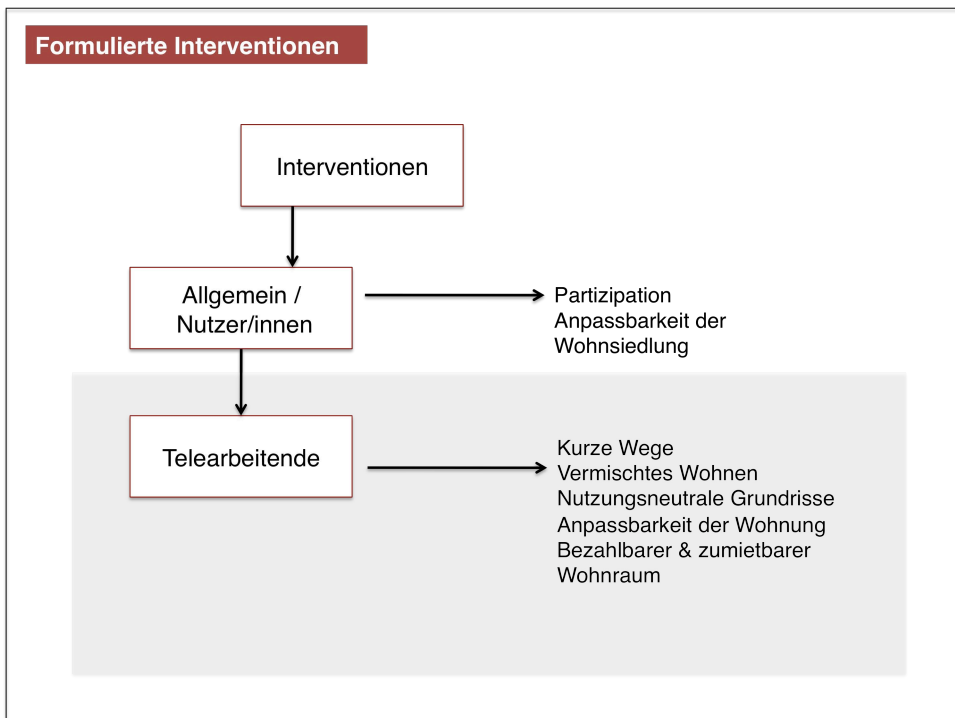 Formulierte Interventionen
Interventionen
Allgemein /
Nutzer/innen
Partizipation
Anpassbarkeit der
Wohnsiedlung
Telearbeitende
Kurze Wege
Vermischtes Wohnen
Nutzungsneutrale Grundrisse
Anpassbarkeit der Wohnung
Bezahlbarer & zumietbarer
Wohnraum